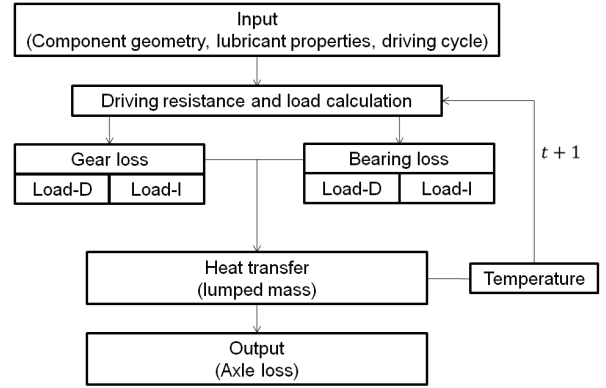 Input
(Component geometry, lubricant properties, driving cycle)
Driving resistance and load calculation
Gear loss
Load-D Load-I
Bearing loss
Load-D Load-I
t + 1
Heat transfer
(lumped mass)
Temperature
Output
(Axle loss)